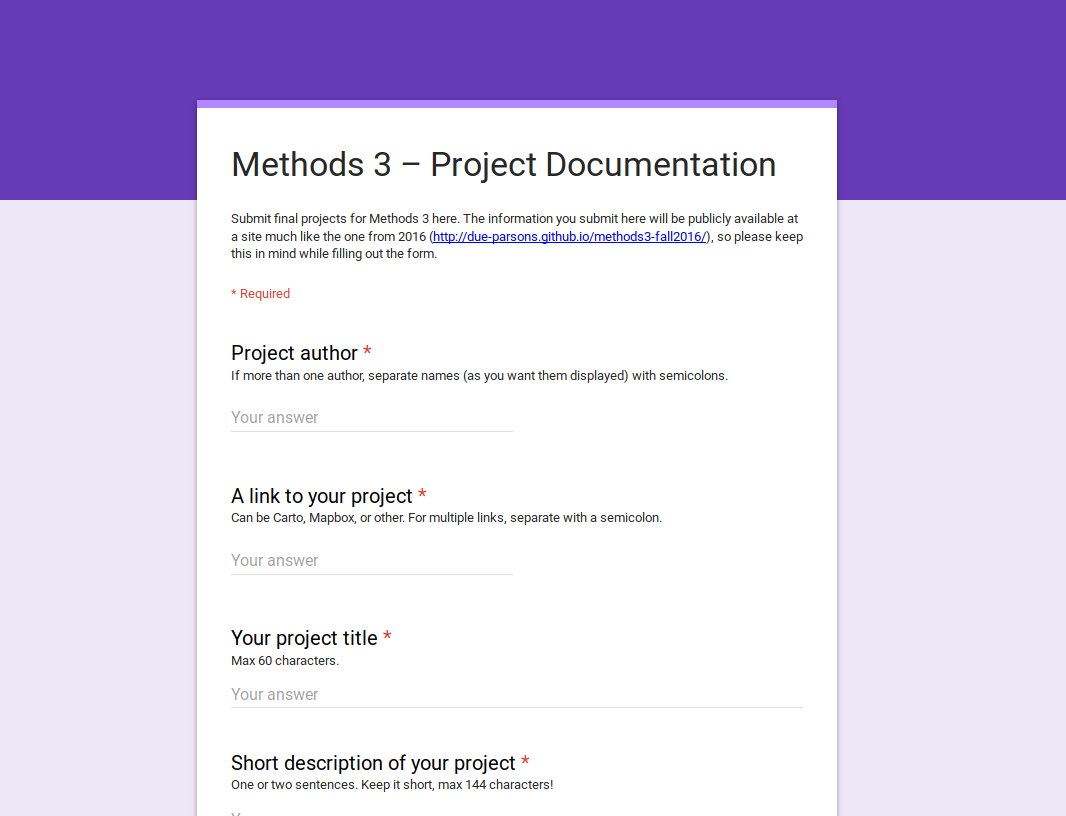 Methods 3 – Project Documentation
Submit final projects for Methods 3 here. The information you submit here will be publicly available at
a site much like the one from 2016 (http://due-parsons.github.io/methods3-fall2016/), so please keep
this in mind while filling out the form.
* Required
Project author *
If more than one author, separate names (as you want them displayed) with semicolons.
Your answer
A link to your project *
Can be Carto, Mapbox, or other. For multiple links, separate with a semicolon.
Your answer
Your project title *
Max 60 characters.
Your answer
Short description of your project *
One or two sentences. Keep it short, max 144 characters!